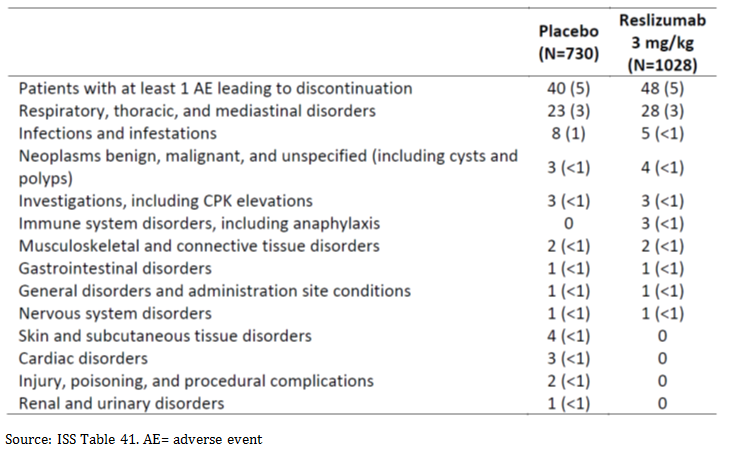 Placebo (N=730) Reslizumab 3 mg/kg (N=1028)
Patients with at least 1 AE leading to discontinuation 40 (5) 48 (5)
Respiratory, thoracic, and mediastinal disorders 23 (3) 28 (3)
Infections and infestations 8 (1) 5 (<1)
Neoplasms benign, malignant, and unspecified (including cysts and
polyps) 3 (<1) 4 (<1)
Investigations, including CPK elevations 3 (<1) 3 (<1)
Immune system disorders, including anaphylaxis 0 3 (<1)
Musculoskeletal and connective tissue disorders 2 (<1) 2 (<1)
Gastrointestinal disorders 1 (<1) 1 (<1)
General disorders and administration site conditions 1 (<1) 1 (<1)
Nervous system disorders 1 (<1) 1 (<1)
Skin and subcutaneous tissue disorders 4 (<1) 0
Cardiac disorders 3 (<1) 0
Injury, poisoning, and procedural complications 2 (<1) 0
Renal and urinary disorders 1 (<1) 0
Source: ISS Table 41. AE= adverse event